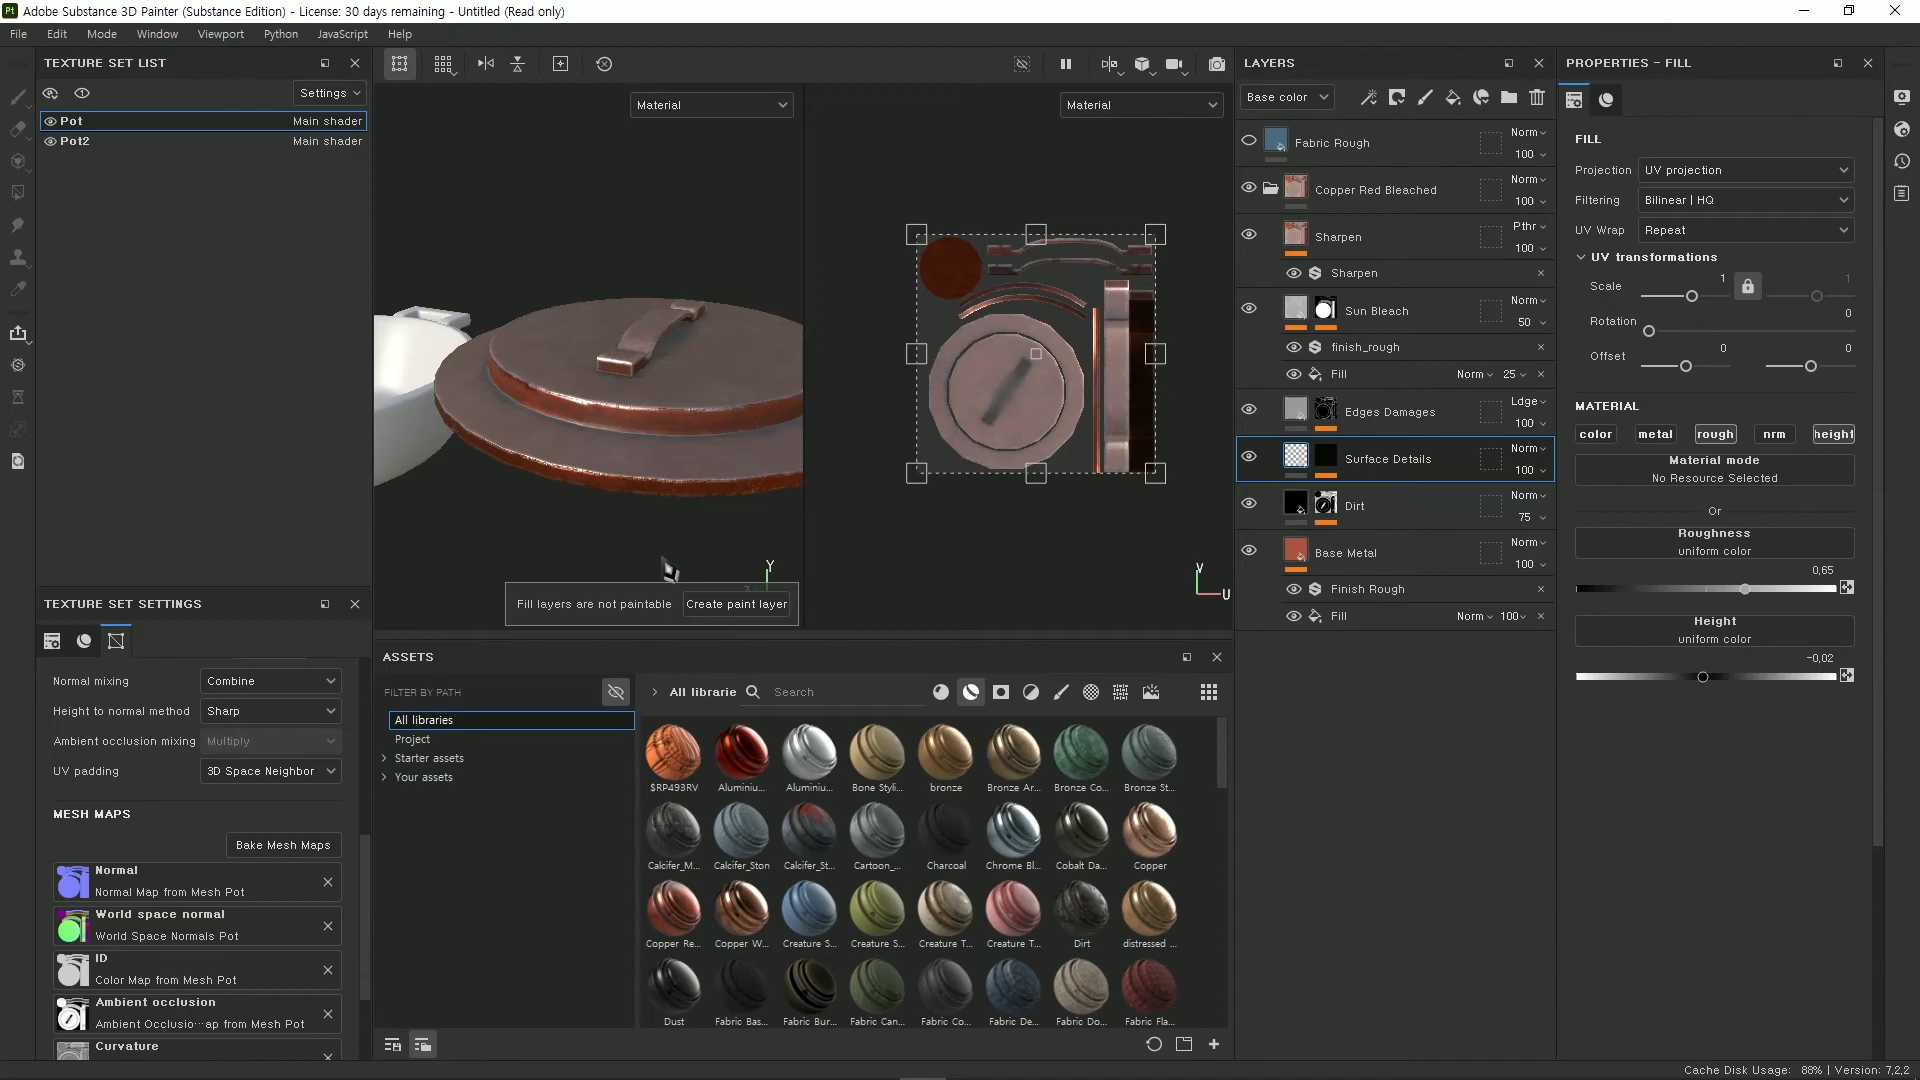 Pt Adobe Substance 3D Painter (Substance Edition) - License: 30 days remaining - Untitled (Read only)
File Edit Mode Window Viewport Python JavaScript Help
TEXTURE SET LIST
Settings
Pot Main shader
Pot2 Main shader
TEXTURE SET SETTINGS
Normal mixing Combine
Height to normal method Sharp
Ambient occlusion mixing Multiply
UV padding 3D Space Neighbor
MESH MAPS
Bake Mesh Maps
Normal
Normal Map from Mesh Pot
World space normal
World Space Normals Pot
ID
Color Map from Mesh Pot
Ambient occlusion
Ambient Occlusio···ap from Mesh Pot
Curvature
Material
Material
Y
V
U
Fill layers are not paintable Create paint layer
ASSETS
FILTER BY PATH
All libraries
Project
Starter assets
Your assets
All librarie Search
$RP493RV Aluminiu... Aluminiu... Bone Styli... bronze Bronze Ar... Bronze Co... Bronze St...
Calcifer_M... Calcifer_Ston Calcifer_St... Cartoon_... Charcoal Chrome Bl... Cobalt Da... Copper
Copper Re... Copper W... Creature S... Creature S... Creature T... Creature T... Dirt distressed ...
Dust Fabric Bas... Fabric Bur... Fabric Can... Fabric Co... Fabric De... Fabric Do... Fabric Fla...
LAYERS
Base color
Fabric Rough Norm 100
Copper Red Bleached Norm 100
Sharpen Pthr 100
Sharpen
Sun Bleach Norm 50
finish_rough
Fill Norm 25
Edges Damages Ldge 100
Surface Details Norm 100
Dirt Norm 75
Base Metal Norm 100
Finish Rough
Fill Norm 100
PROPERTIES - FILL
FILL
Projection UV projection
Filtering Bilinear | HQ
UV Wrap Repeat
UV transformations
Scale 1 1
Rotation 0
Offset 0 0
MATERIAL
color metal rough nrm height
Material mode
No Resource Selected
Or
Roughness
uniform color
0,65
Height
uniform color
-0,02
Cache Disk Usage: 88% | Version: 7,2,2